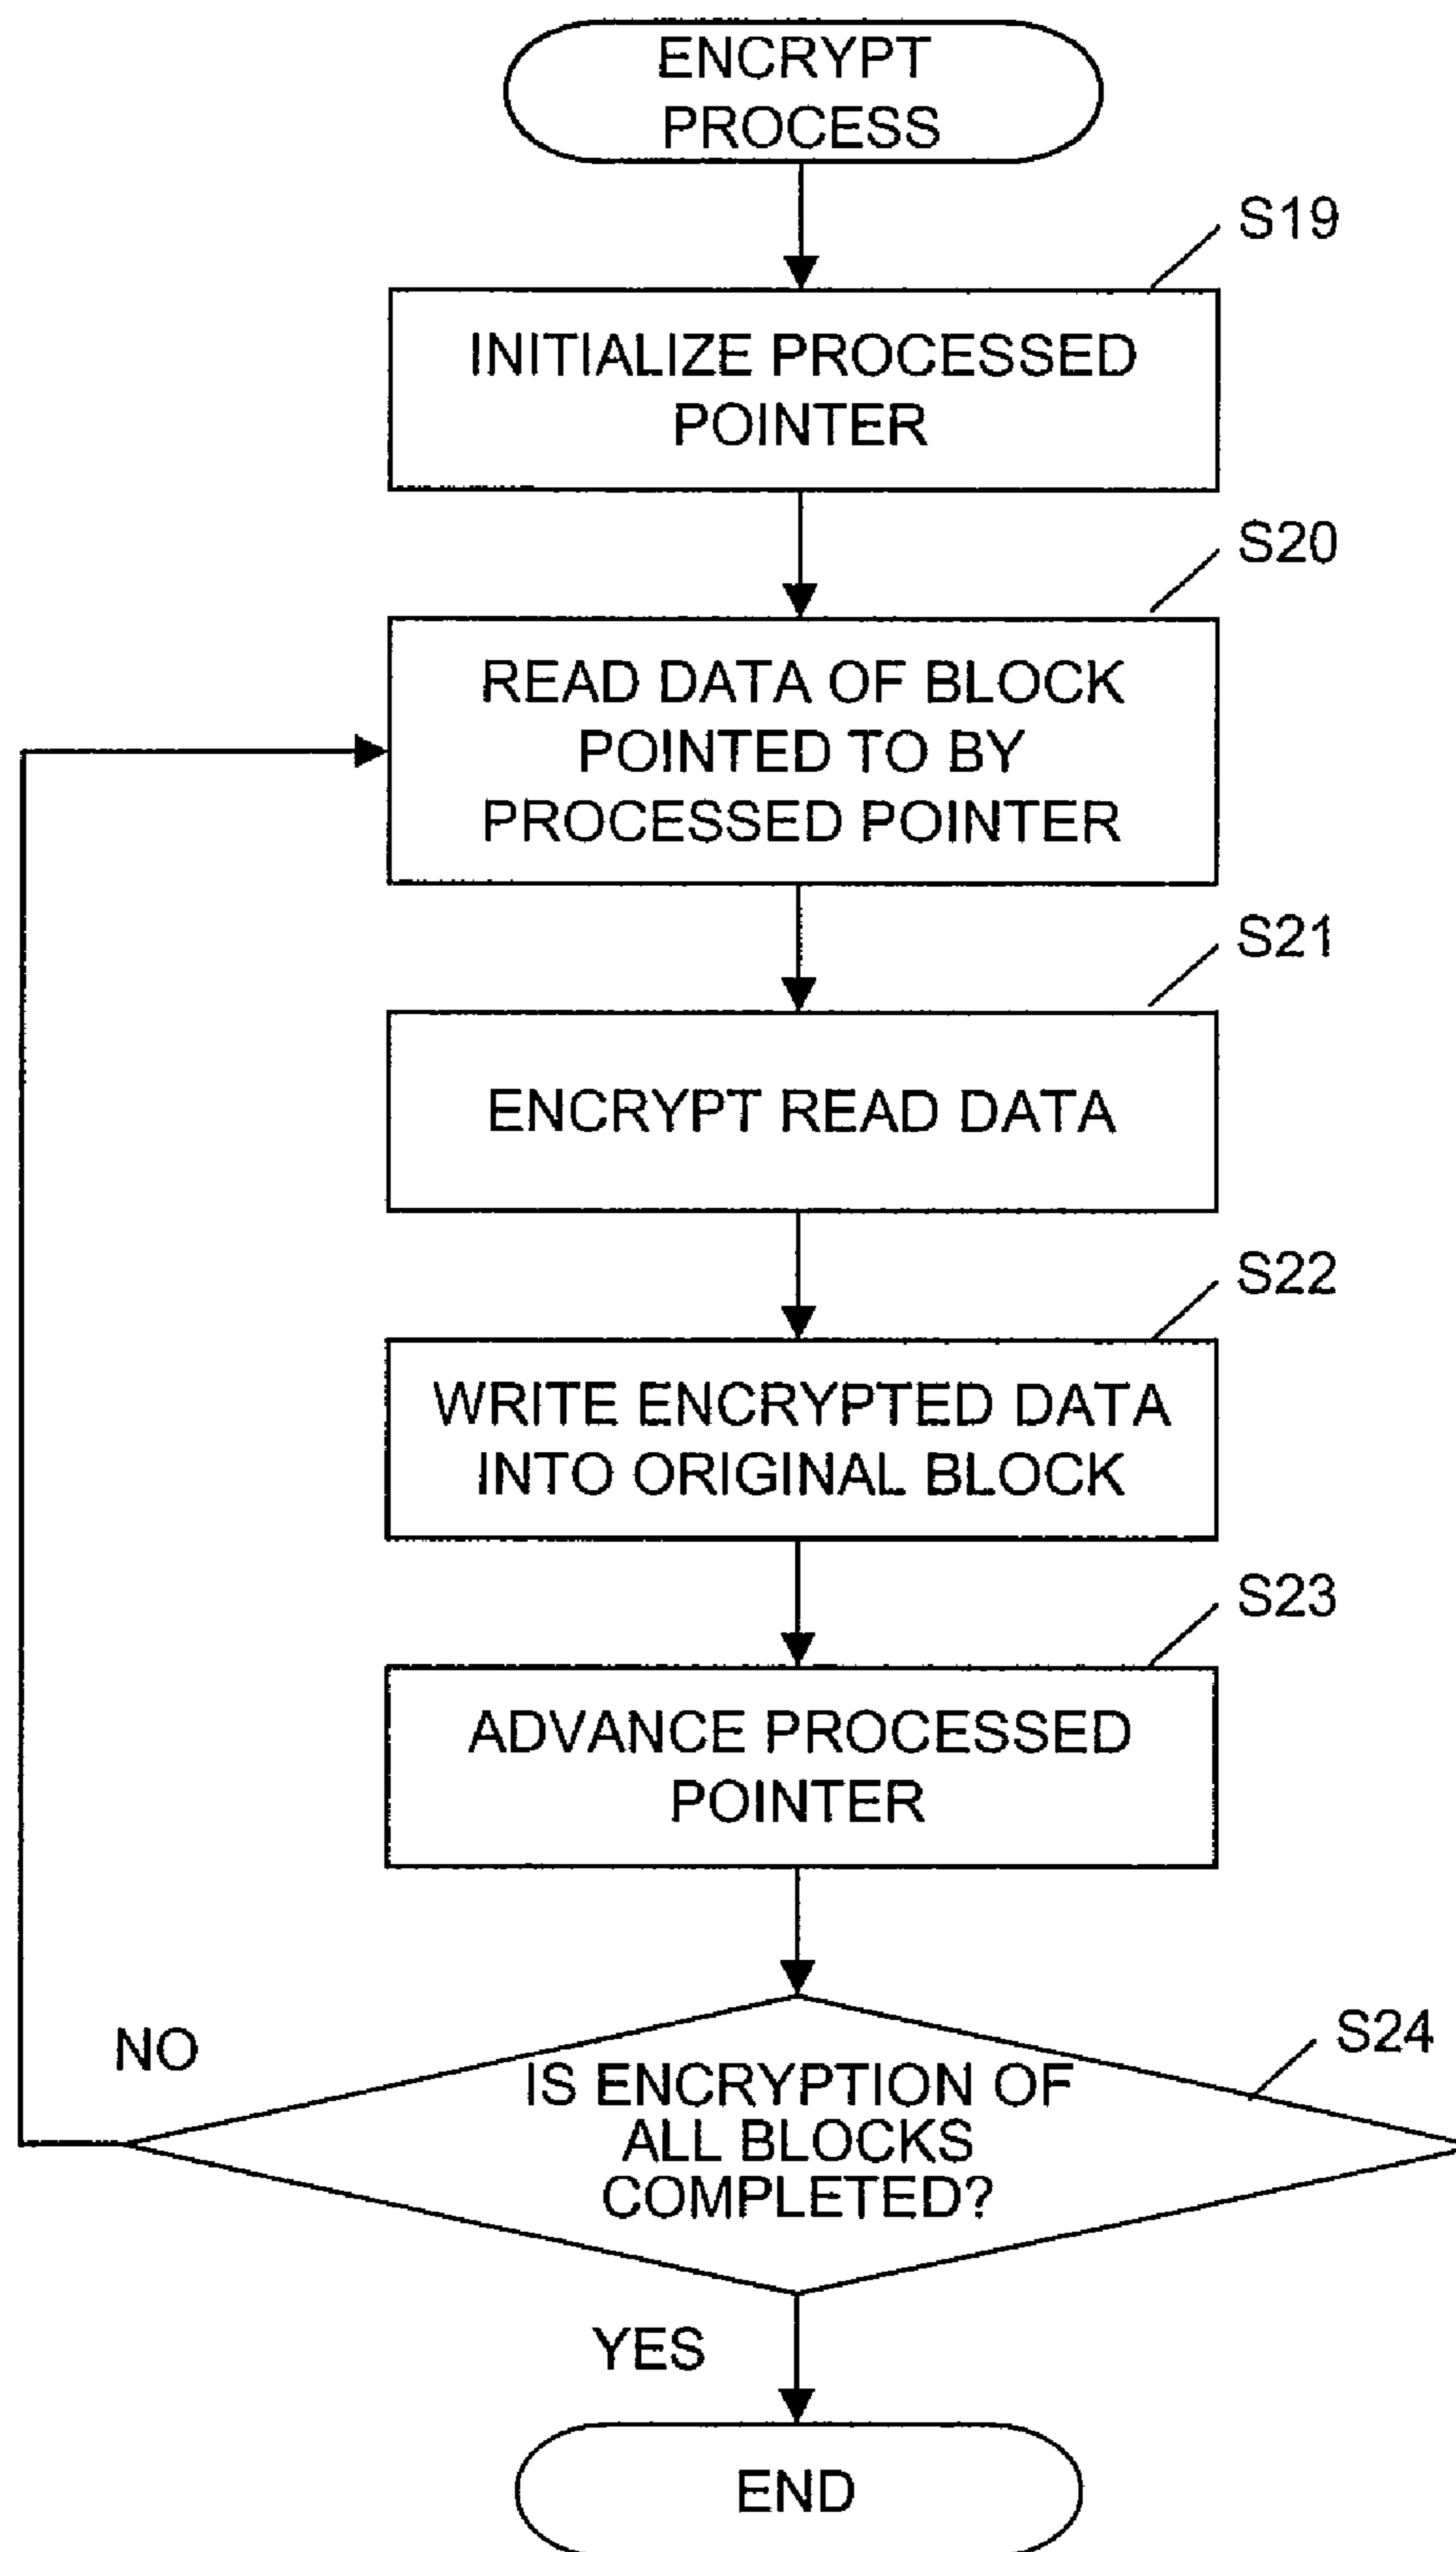 ENCRYPT
PROCESS
S19
INITIALIZE PROCESSED
POINTER
S20
READ DATA OF BLOCK
POINTED TO BY
PROCESSED POINTER
S21
ENCRYPT READ DATA
S22
WRITE ENCRYPTED DATA
INTO ORIGINAL BLOCK
S23
ADVANCE PROCESSED
POINTER
S24
NO
IS ENCRYPTION OF
ALL BLOCKS
COMPLETED?
YES
END